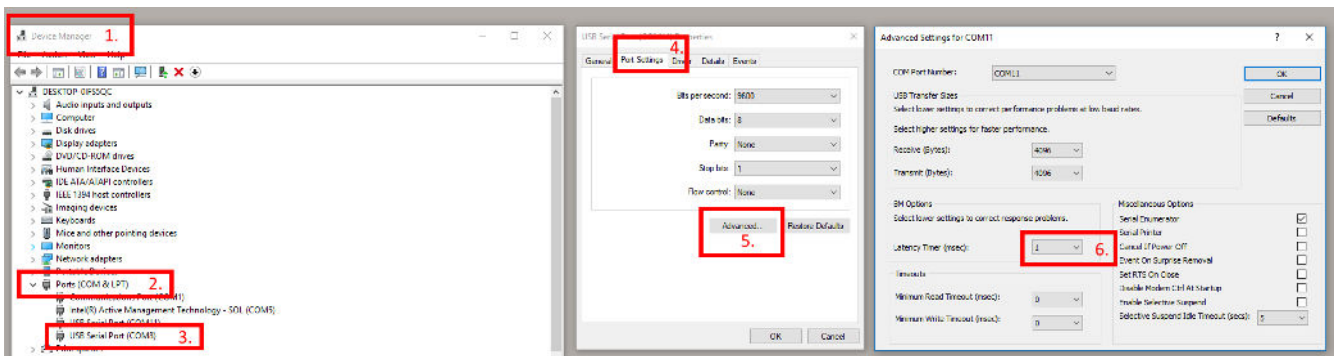 Device Manager 1.
DESKTOP-0IF55QC
Audio inputs and outputs
Computer
Disk drives
Display adapters
DVD/CD-ROM drives
Human Interface Devices
IDE ATA/ATAPI controllers
IEEE 1394 host controllers
Imaging devices
Keyboards
Mice and other pointing devices
Monitors
Network adapters
Ports (COM & LPT) 2.
Intel(R) Active Management Technology - SOL (COM5)
USB Serial Port (COM11)
USB Serial Port (COM8) 3.
4.
General Port Settings Details Events
Bits per second: 9600
Data bits: 8
Parity: None
Stop bits: 1
Flow control: None
Advanced... Restore Defaults
5.
OK Cancel
Advanced Settings for COM11 ?
COM Port Number: COM11 OK
USB Transfer Sizes Cancel
Select lower settings to correct performance problems at low baud rates.
Defaults
Select higher settings for faster performance.
Receive (Bytes): 4096
Transmit (Bytes): 4096
BM Options
Select lower settings to correct response problems.
Latency Timer (msec): 1 6.
Timeouts
Minimum Read Timeout (msec): 0
Minimum Write Timeout (msec): 0
Miscellaneous Options
Serial Enumerator
Serial Printer
Cancel If Power Off
Event On Surprise Removal
Set RTS On Close
Disable Modem Ctrl At Startup
Enable Selective Suspend
Selective Suspend Idle Timeout (secs): 5